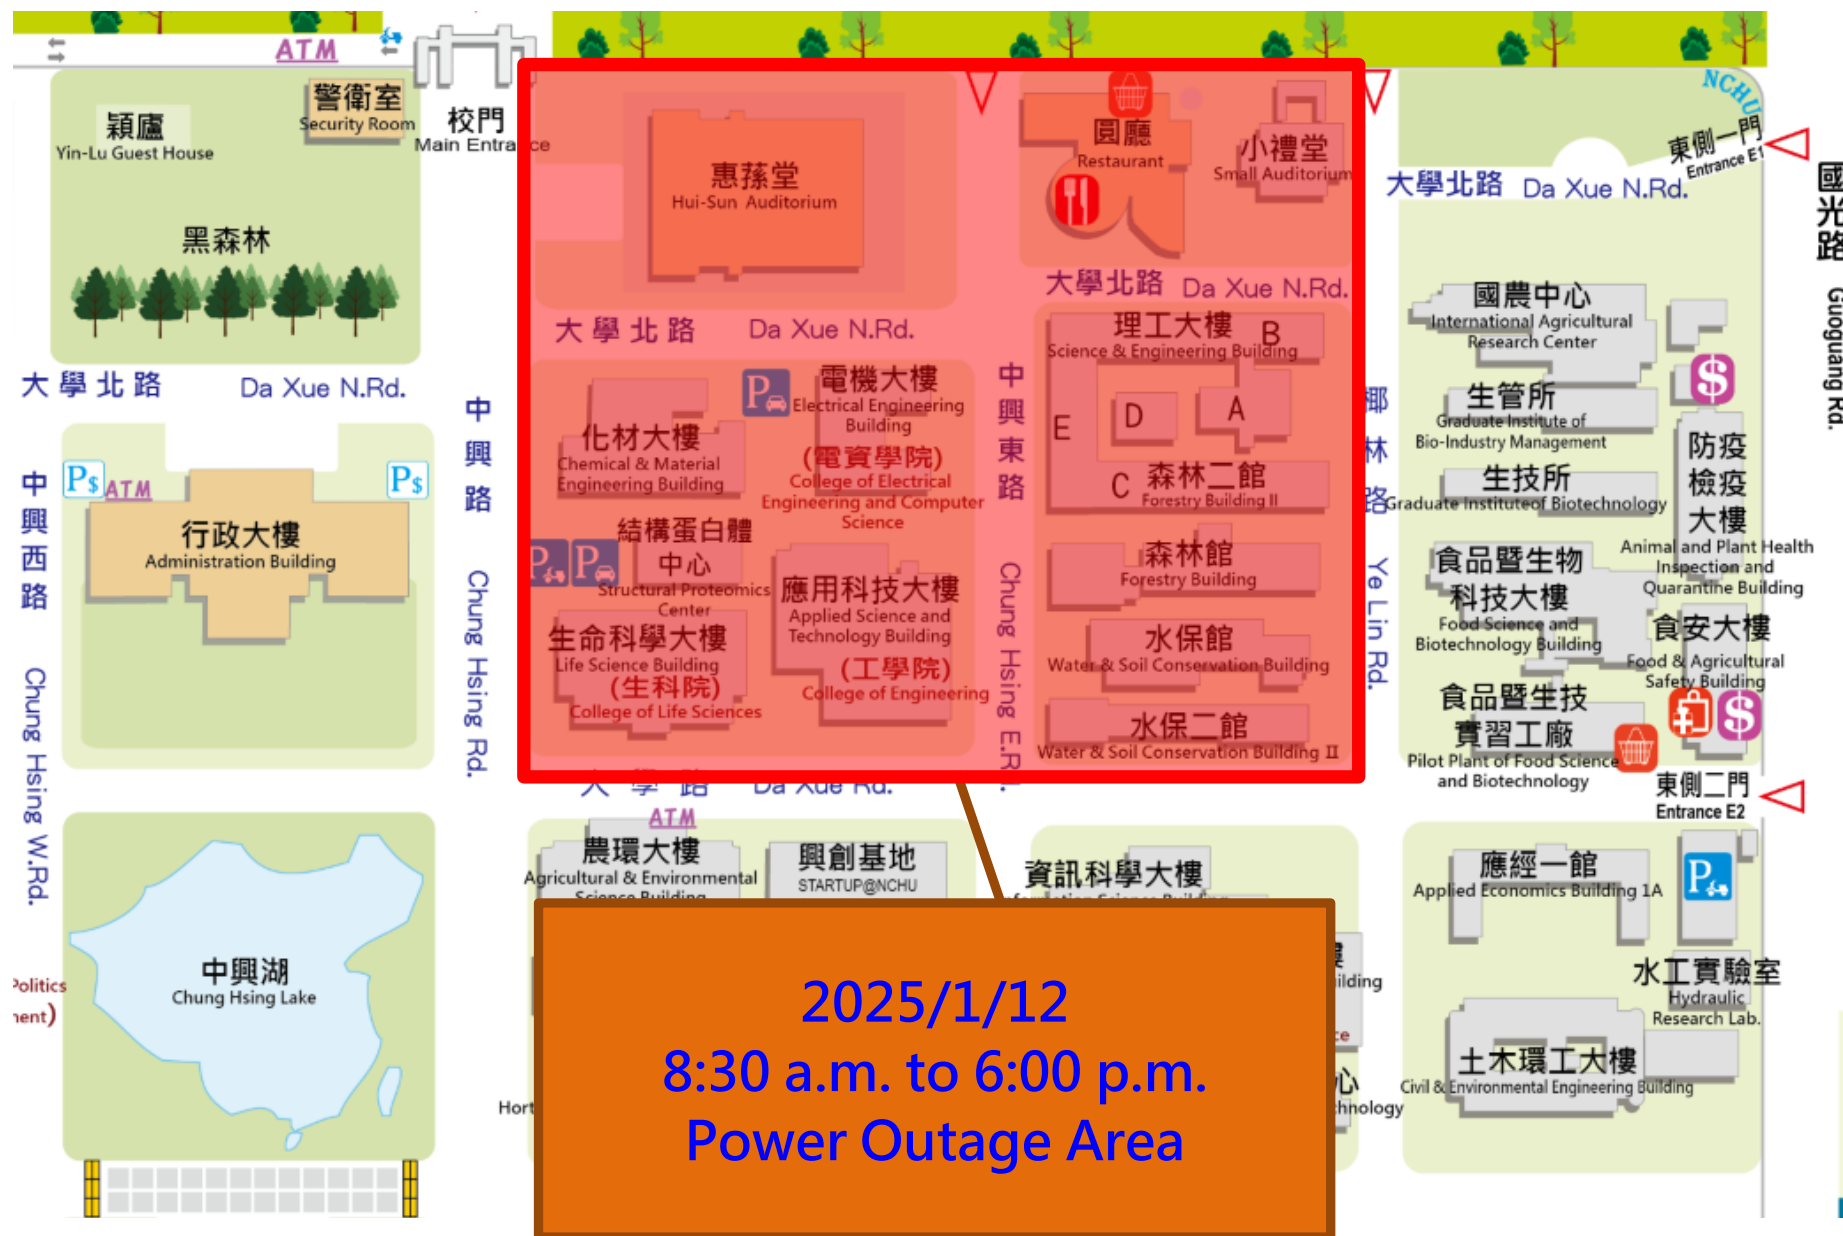 ATM
警衛室
Security Room
穎廬
Yin-Lu Guest House
校門
Main Entrance
黑森林
惠蓀堂
Hui-Sun Auditorium
圓廳
Restaurant
小禮堂
Small Auditorium
NCHU
東側一門
Entrance E1
大學北路 Da Xue N.Rd.
國光路
Guoguang Rd.
大學北路 Da Xue N.Rd.
大學北路 Da Xue N.Rd.
大學北路 Da Xue N.Rd.
中興路
Chung Hsing Rd.
中興西路
Chung Hsing W.Rd.
中興東路
Chung Hsing E.Rd.
椰林路
Ye Lin Rd.
P$
ATM
P$
行政大樓
Administration Building
化材大樓
Chemical & Material
Engineering Building
P
電機大樓
Electrical Engineering
Building
(電資學院)
College of Electrical
Engineering and Computer
Science
結構蛋白體
中心
Structural Proteomics
Center
P
P
生命科學大樓
Life Science Building
(生科院)
College of Life Sciences
應用科技大樓
Applied Science and
Technology Building
(工學院)
College of Engineering
理工大樓 B
Science & Engineering Building
E
D
A
C
森林二館
Forestry Building II
森林館
Forestry Building
水保館
Water & Soil Conservation Building
水保二館
Water & Soil Conservation Building II
國農中心
International Agricultural
Research Center
$
生管所
Graduate Institute of
Bio-Industry Management
生技所
Graduate Instituteof Biotechnology
防疫
檢疫
大樓
Animal and Plant Health
Inspection and
Quarantine Building
食品暨生物
科技大樓
Food Science and
Biotechnology Building
食安大樓
Food & Agricultural
Safety Building
$
食品暨生技
實習工廠
Pilot Plant of Food Science
and Biotechnology
東側二門
Entrance E2
大學路 Da Xue Rd.
ATM
農環大樓
Agricultural & Environmental
Science Building
興創基地
STARTUP@NCHU
資訊科學大樓
Information Science Building
應經一館
Applied Economics Building 1A
P
中興湖
Chung Hsing Lake
Politics
ment)
Hort
ilding
ce
心
chnology
水工實驗室
Hydraulic
Research Lab.
土木環工大樓
Civil & Environmental Engineering Building
2025/1/12
8:30 a.m. to 6:00 p.m.
Power Outage Area